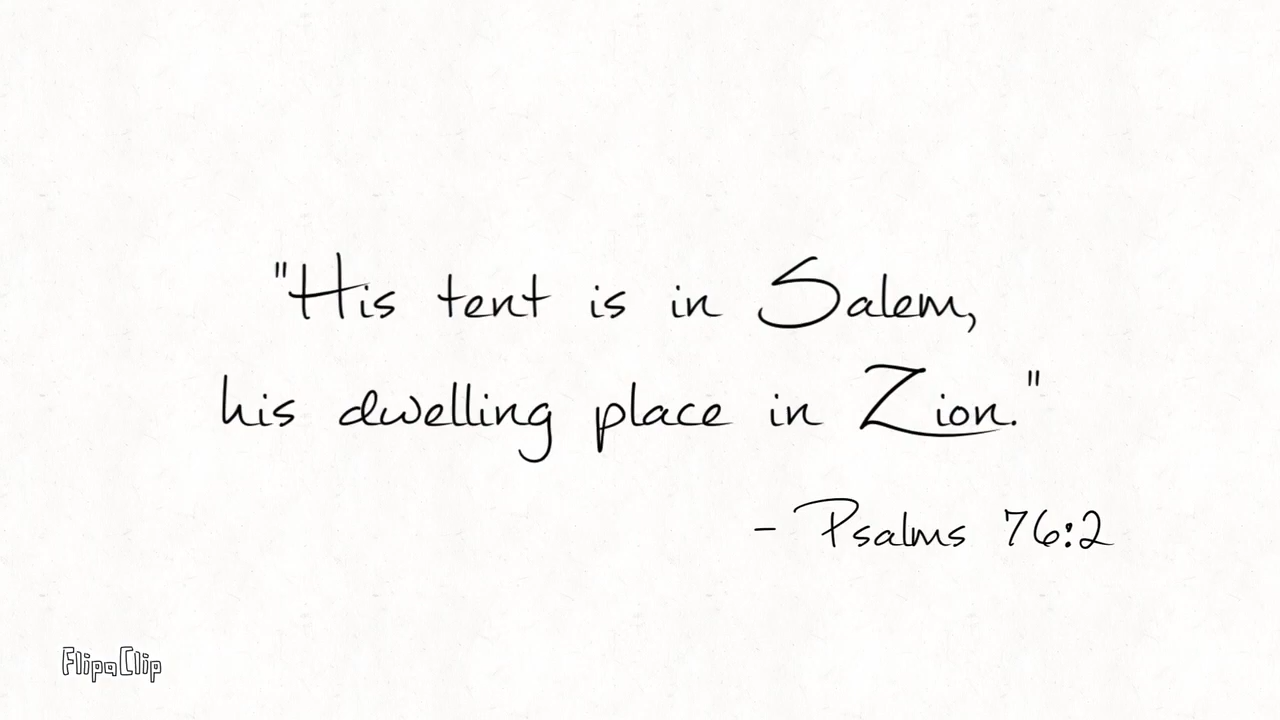 "His tent is in Salem,
his dwelling place in Zion."
- Psalms 76:2
FlipaClip